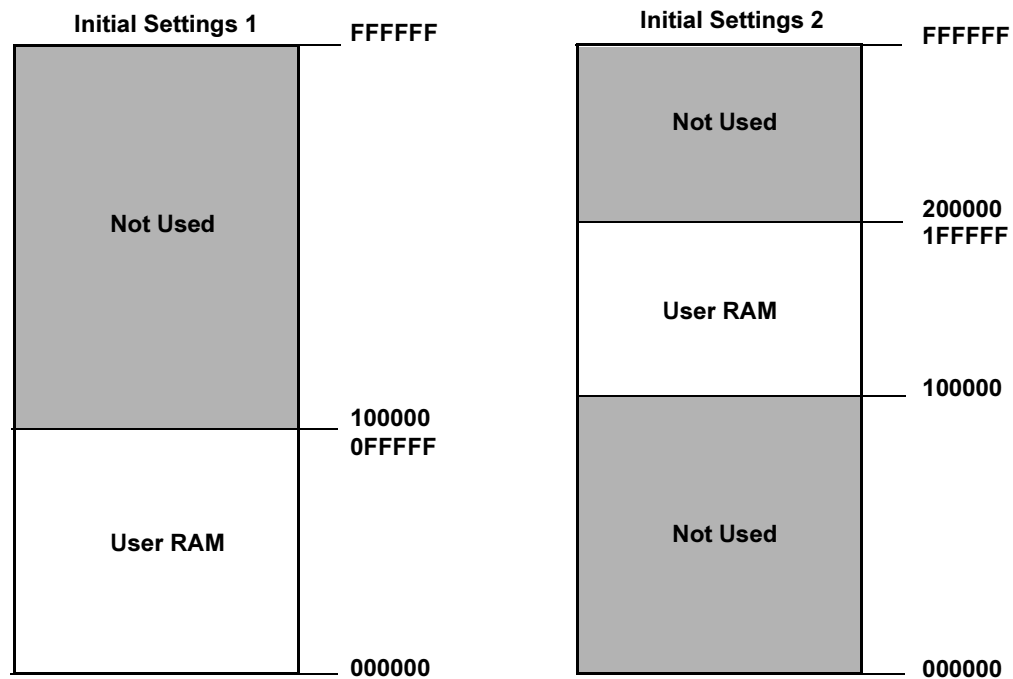 Initial Settings 1
FFFFFF
Not Used
100000
0FFFFF
User RAM
000000
Initial Settings 2
FFFFFF
Not Used
200000
1FFFFF
User RAM
100000
Not Used
000000